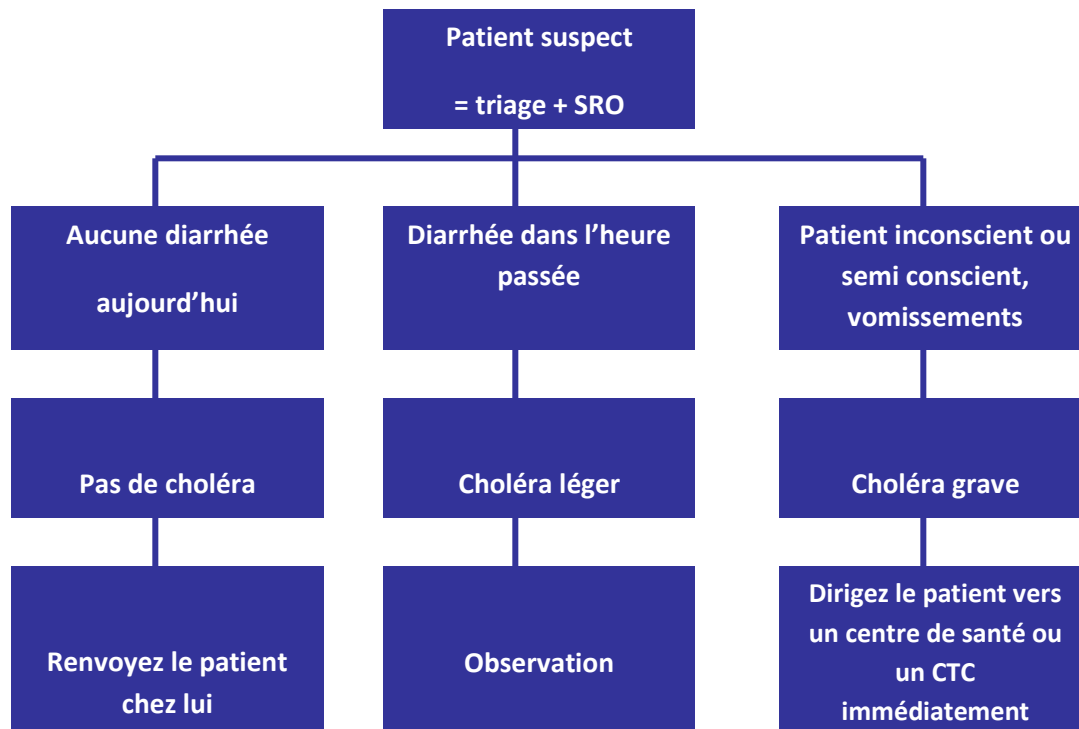 Patient suspect
= triage + SRO
Aucune diarrhée
aujourd’hui
Diarrhée dans l’heure
passée
Patient inconscient ou
semi conscient,
vomissements
Pas de choléra
Choléra léger
Choléra grave
Renvoyez le patient
chez lui
Observation
Dirigez le patient vers
un centre de santé ou
un CTC
immédiatement